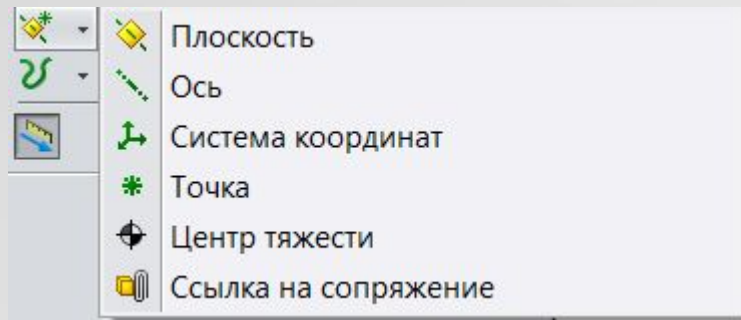 Плоскость
Ось
Система координат
Точка
Центр тяжести
Ссылка на сопряжение